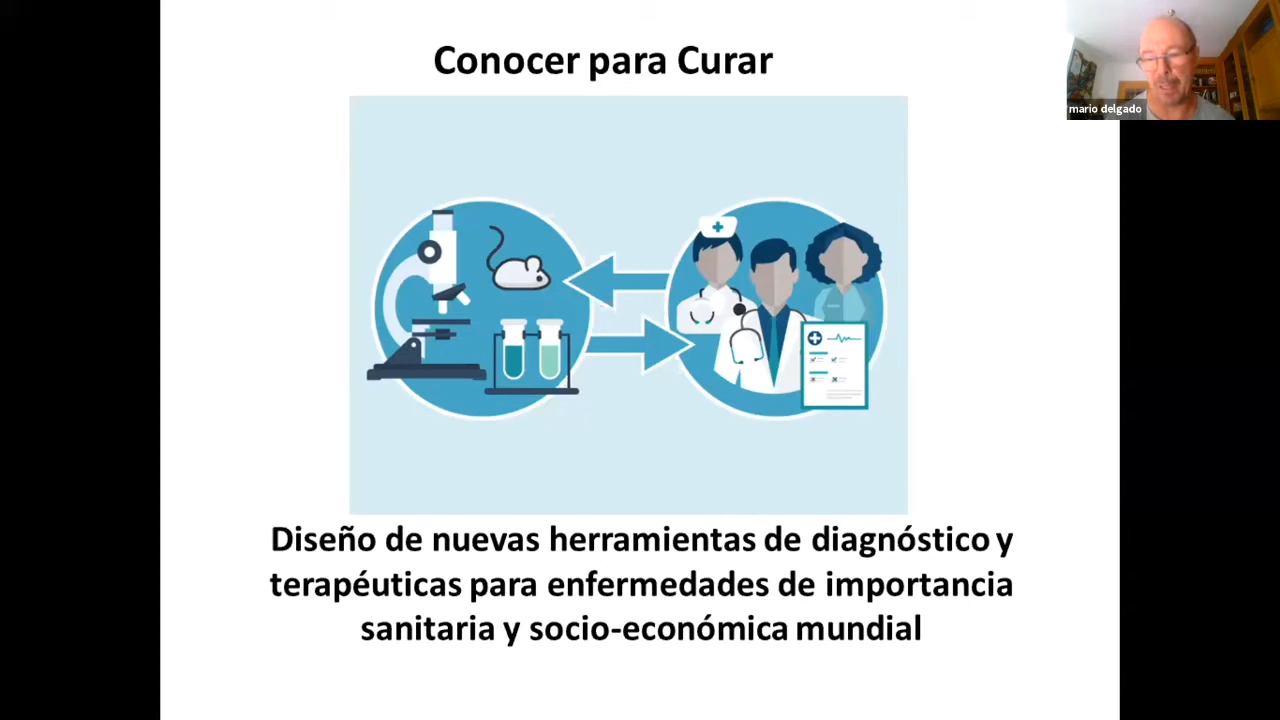 Conocer para Curar
mario delgado
Diseño de nuevas herramientas de diagnóstico y
terapéuticas para enfermedades de importancia
sanitaria y socio-económica mundial